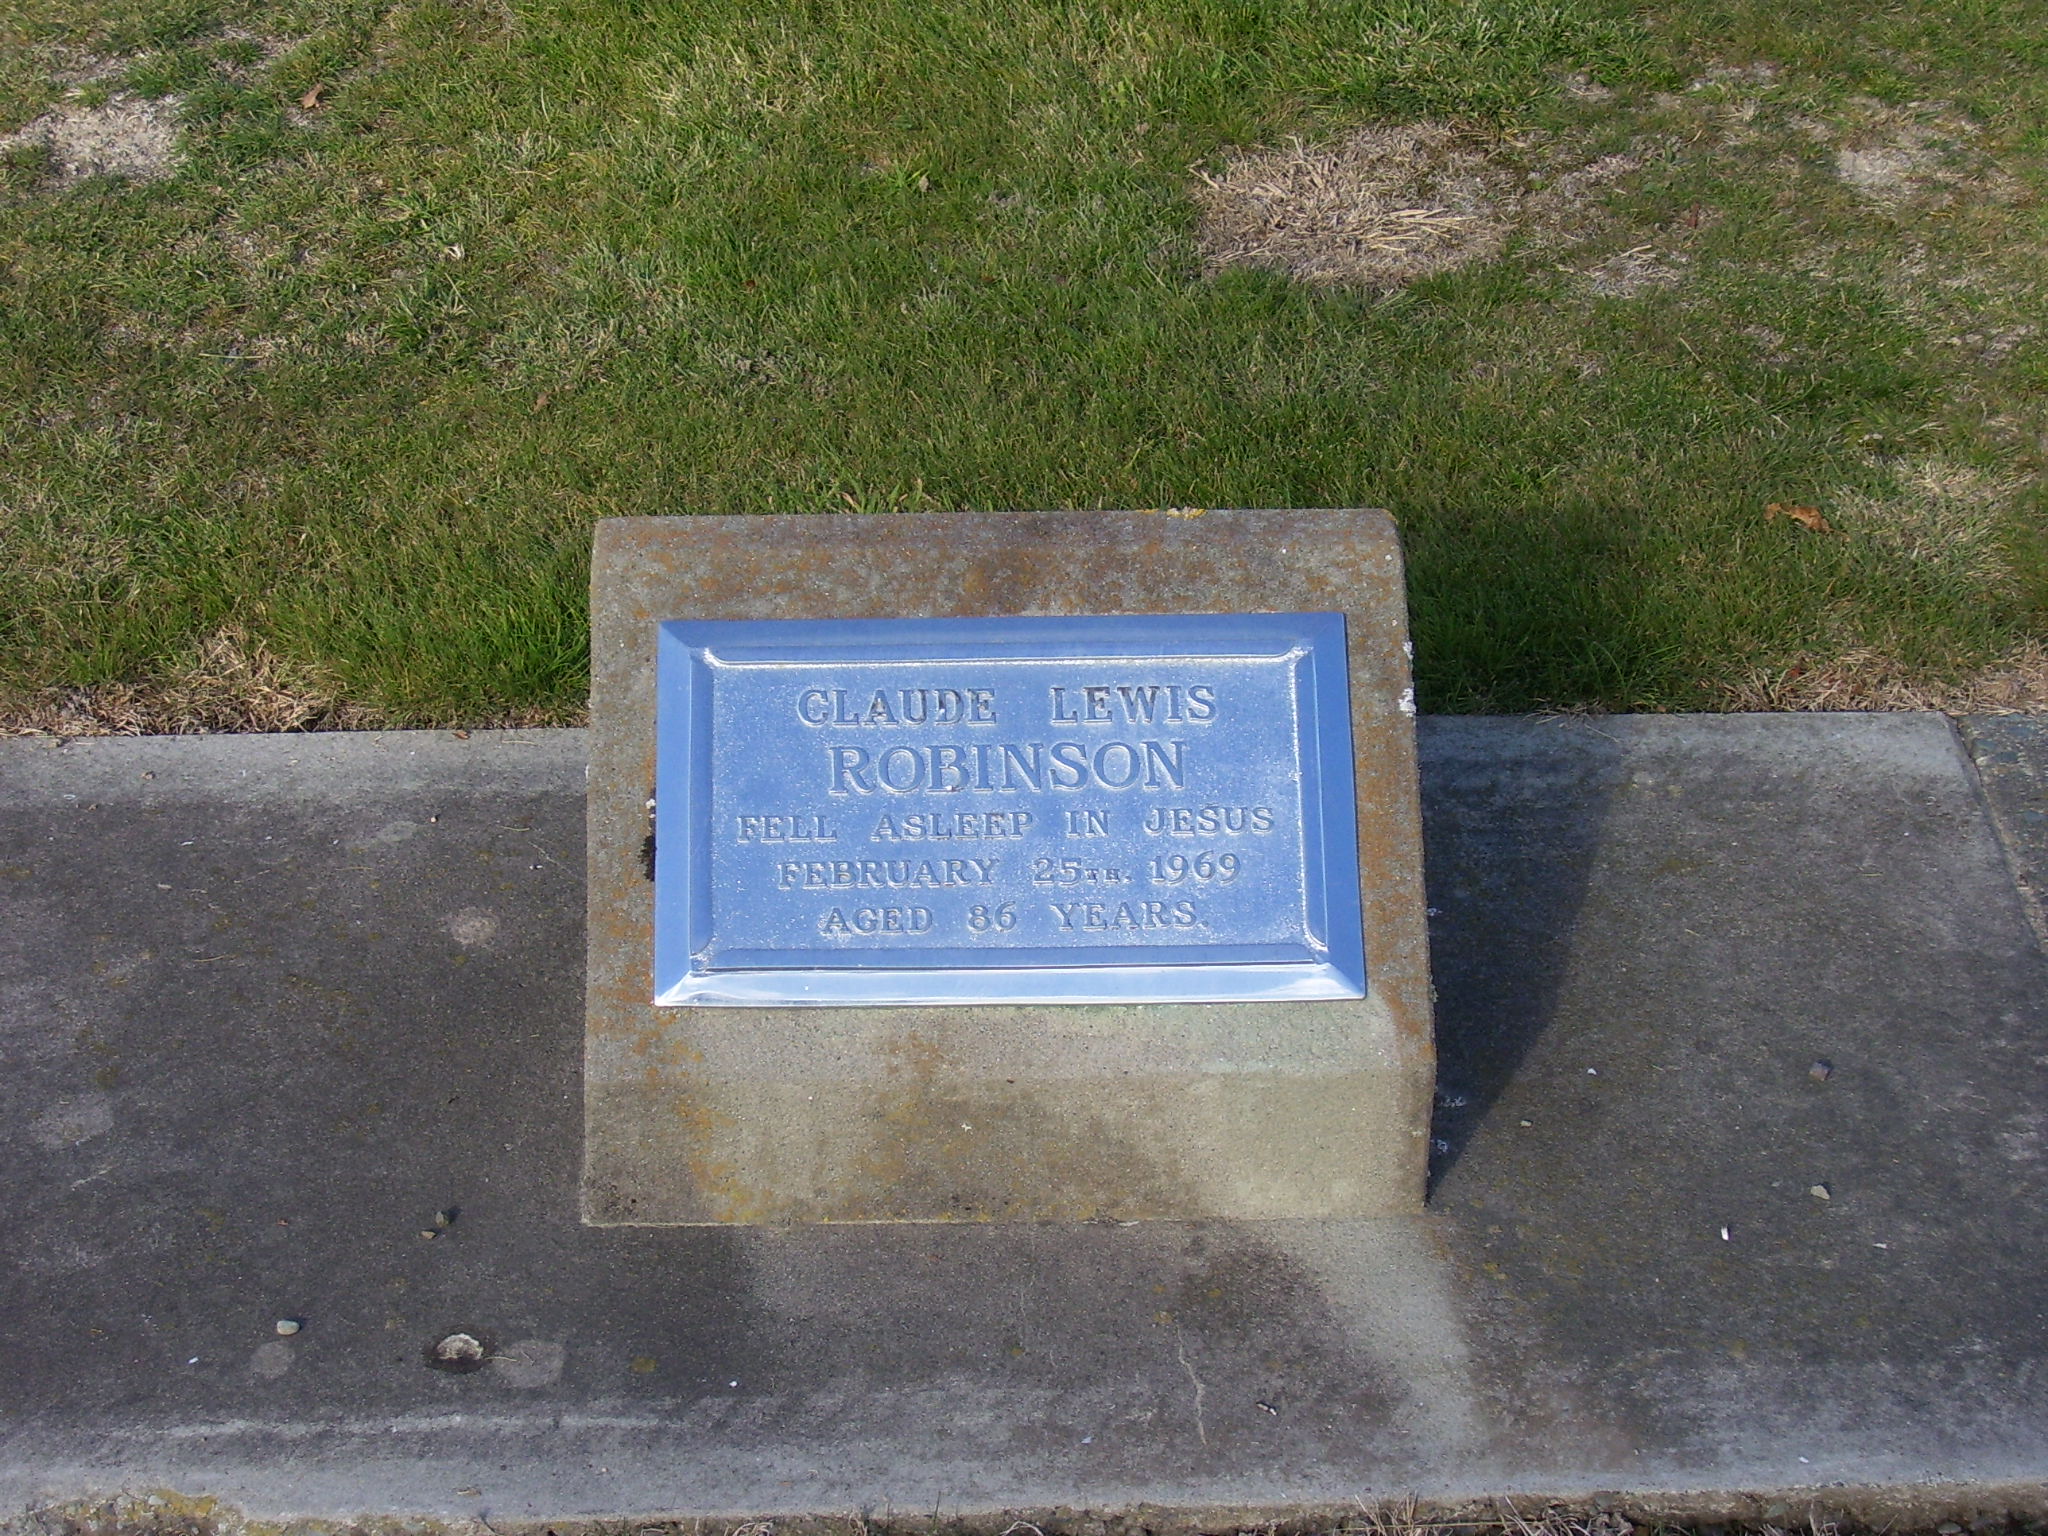 CLAUDE LEWIS
ROBINSON
FELL ASLEEP IN JESUS
FEBRUARY 25TH. 1969
AGED 86 YEARS.